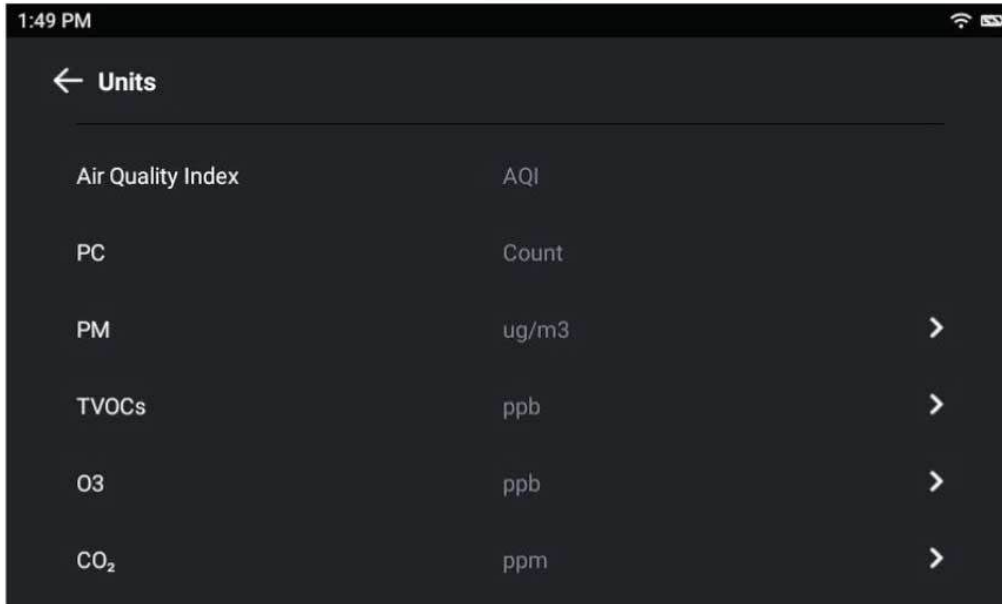 1:49 PM
Units
Air Quality Index AQI
PC Count
PM ug/m3
TVOCs ppb
O3 ppb
CO₂ ppm